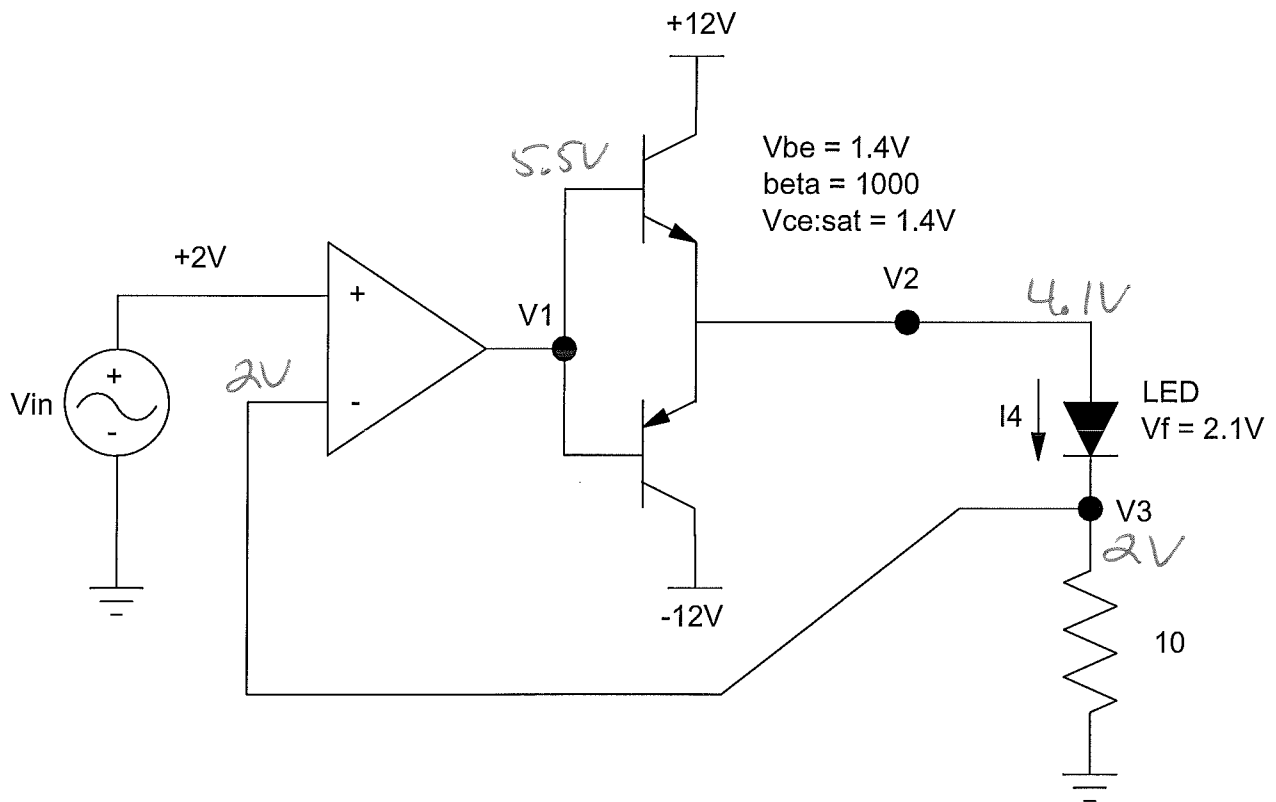 +12V
5.5V
Vbe = 1.4V
beta = 1000
Vce:sat = 1.4V
+2V
V2
4.1V
+
V1
2V
-
Vin
+
-
I4
LED
Vf = 2.1V
V3
2V
-12V
10